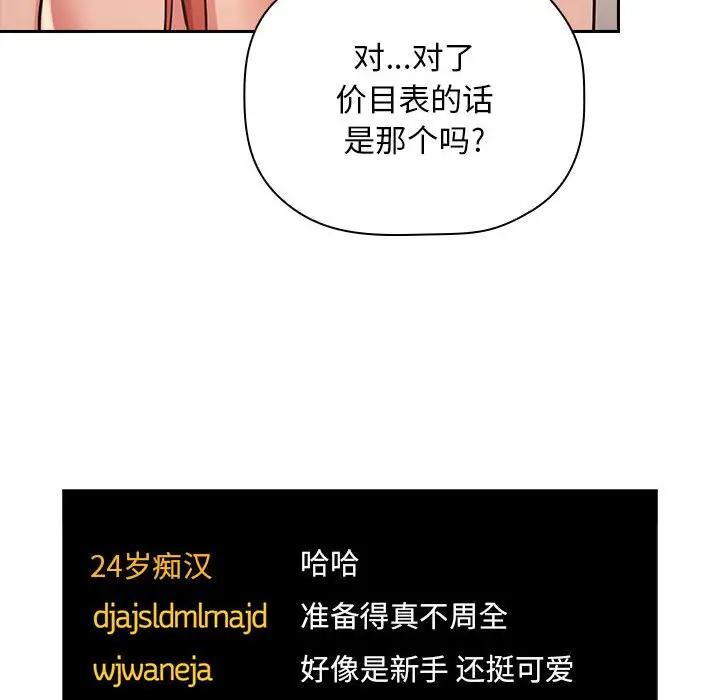 对...对了
价目表的话
是那个吗?
24岁痴汉 哈哈
djajsldmlmajd 准备得真不周全
wjwaneja 好像是新手 还挺可爱